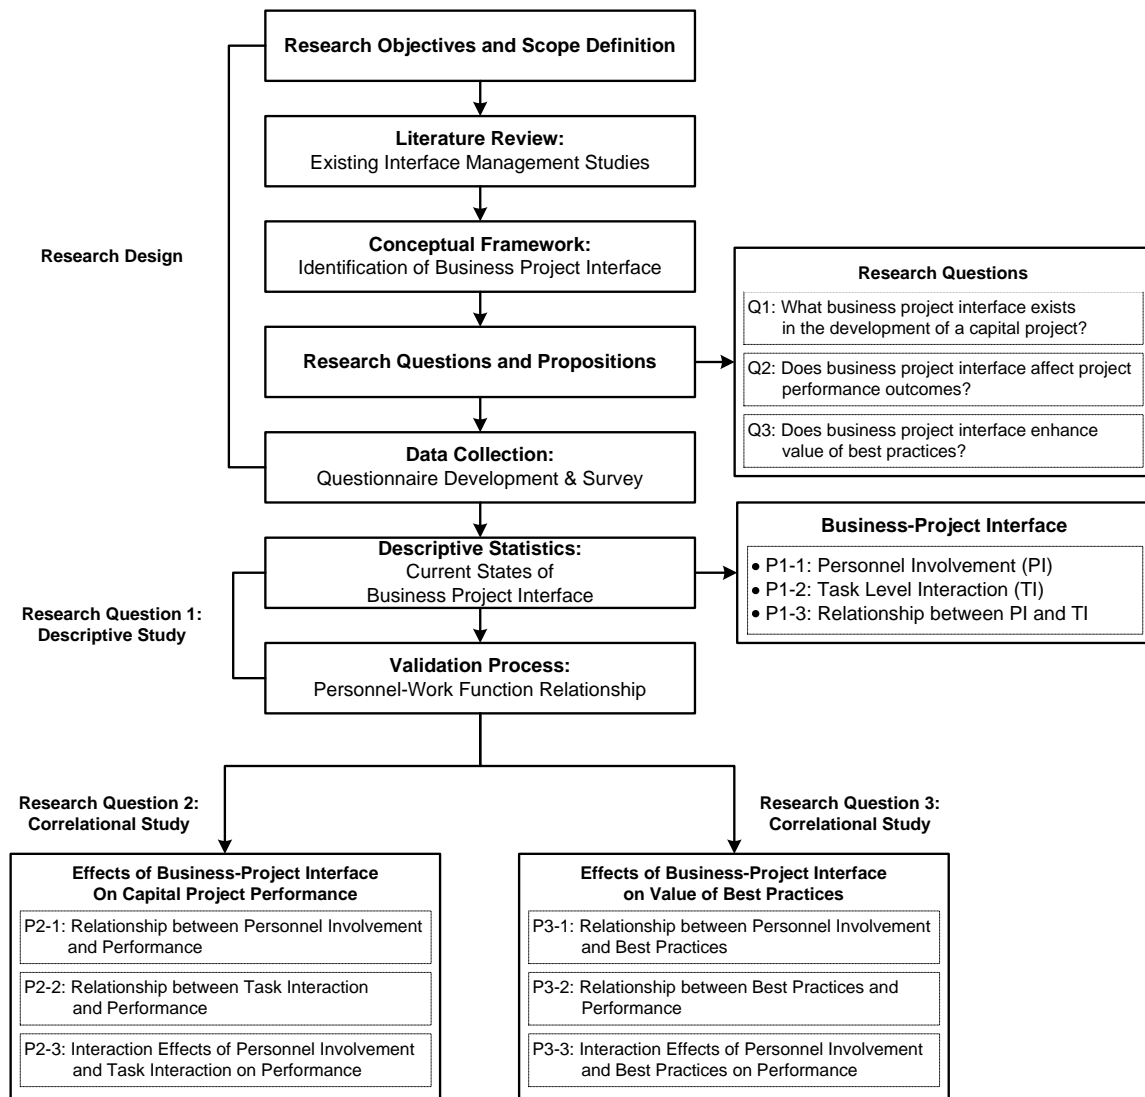 Research Objectives and Scope Definition
Literature Review:
Existing Interface Management Studies
Conceptual Framework:
Identification of Business Project Interface
Research Design
Research Questions and Propositions
Data Collection:
Questionnaire Development & Survey
Research Questions
Q1: What business project interface exists
in the development of a capital project?
Q2: Does business project interface affect project
performance outcomes?
Q3: Does business project interface enhance
value of best practices?
Descriptive Statistics:
Current States of
Business Project Interface
Research Question 1:
Descriptive Study
Validation Process:
Personnel-Work Function Relationship
Business-Project Interface
• P1-1: Personnel Involvement (PI)
• P1-2: Task Level Interaction (TI)
• P1-3: Relationship between PI and TI
Research Question 2:
Correlational Study
Research Question 3:
Correlational Study
Effects of Business-Project Interface
On Capital Project Performance
P2-1: Relationship between Personnel Involvement
and Performance
P2-2: Relationship between Task Interaction
and Performance
P2-3: Interaction Effects of Personnel Involvement
and Task Interaction on Performance
Effects of Business-Project Interface
on Value of Best Practices
P3-1: Relationship between Personnel Involvement
and Best Practices
P3-2: Relationship between Best Practices and
Performance
P3-3: Interaction Effects of Personnel Involvement
and Best Practices on Performance